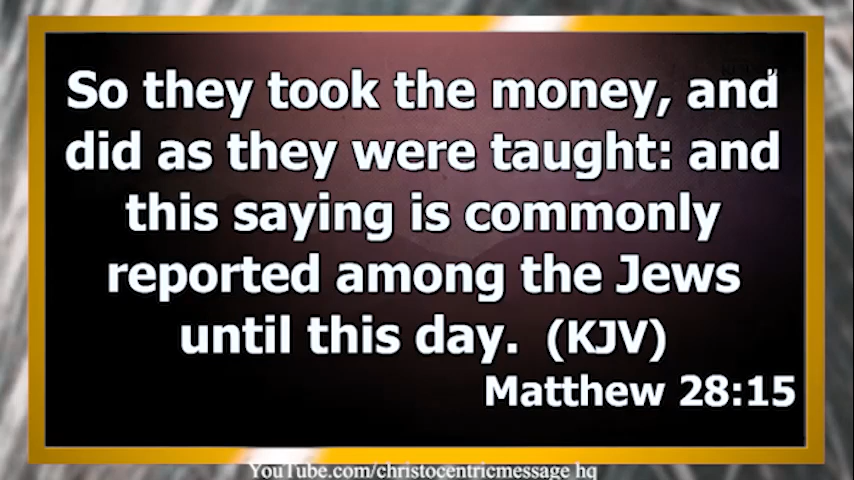 So they took the money, and
did as they were taught: and
this saying is commonly
reported among the Jews
until this day. (KJV)
Matthew 28:15
YouTube.com/christocentricmessage hq